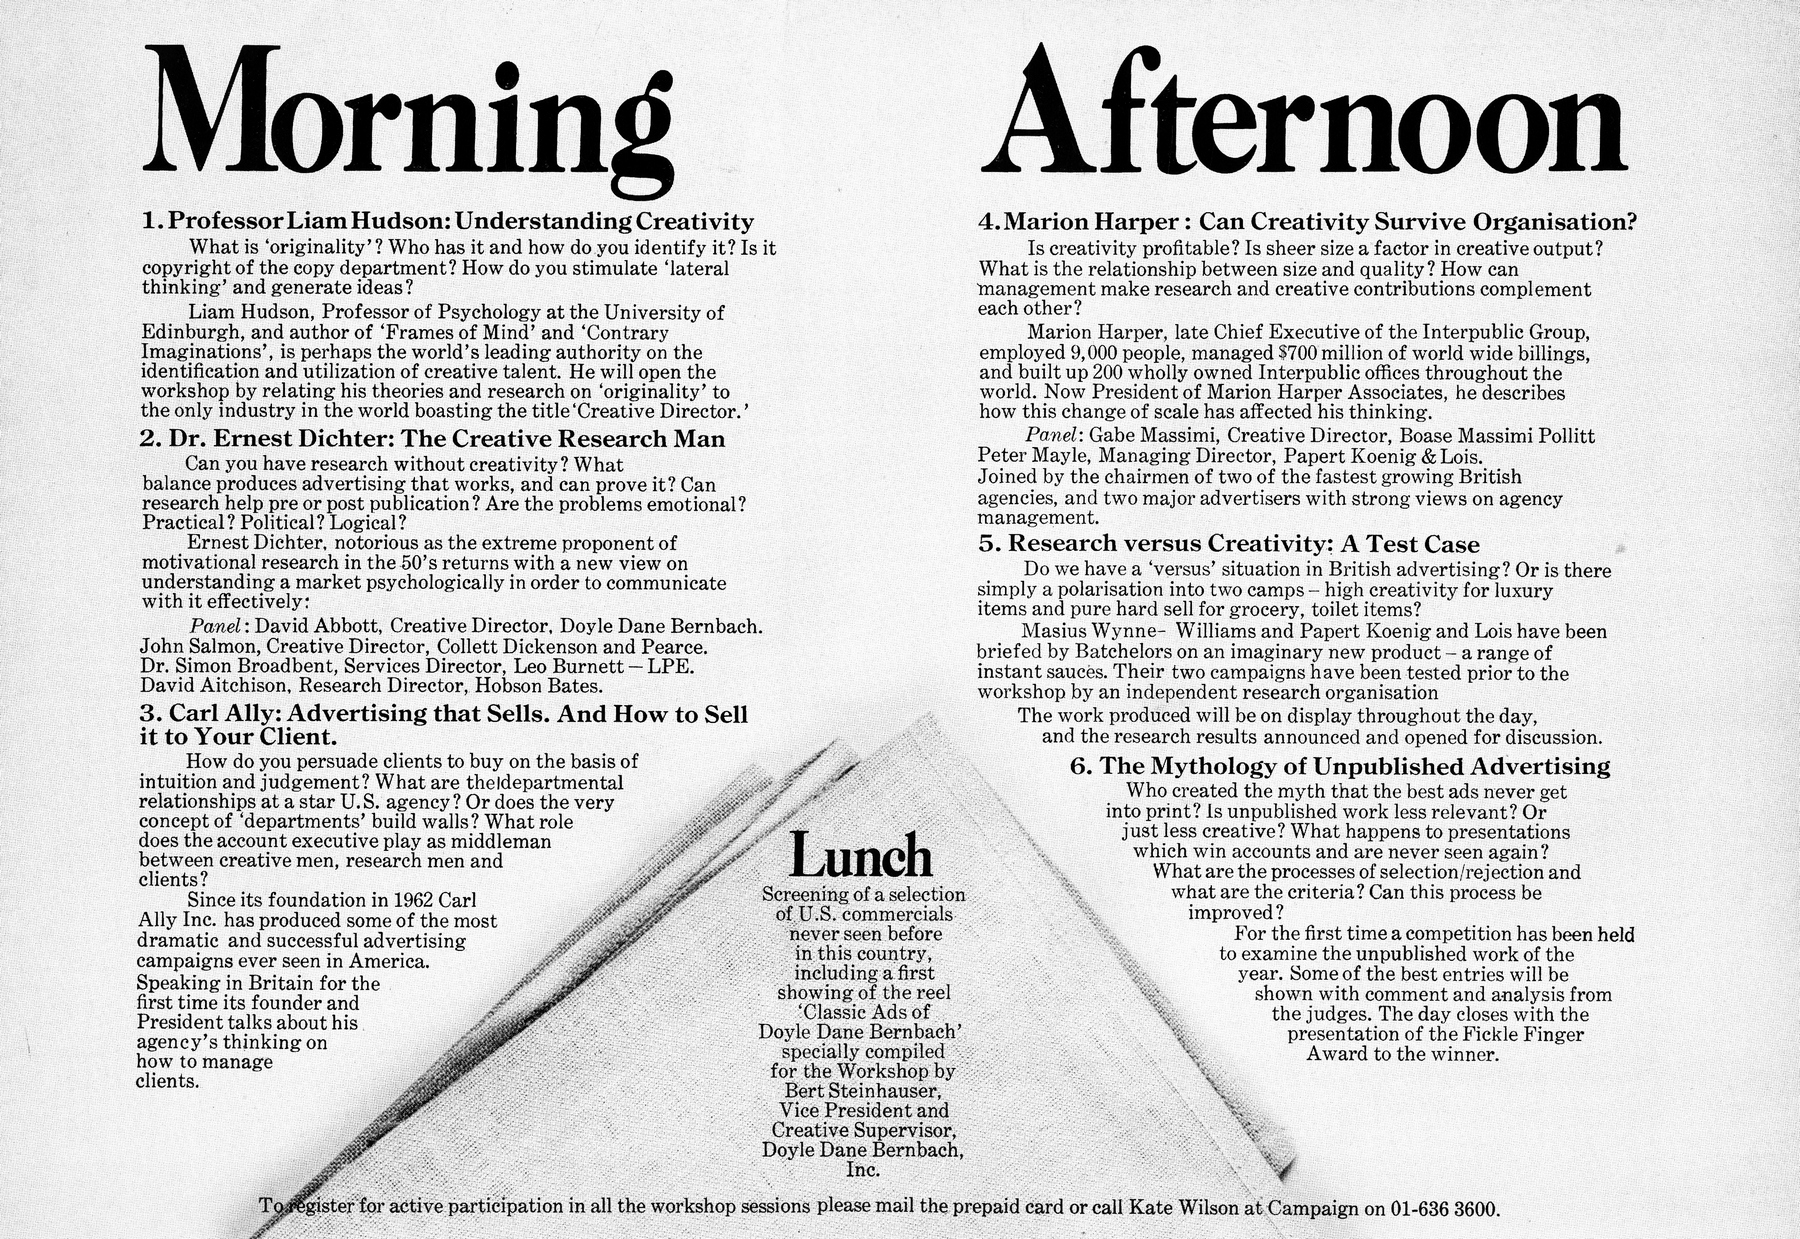 Morning
1. Professor Liam Hudson: Understanding Creativity
What is ‘originality’? Who has it and how do you identify it? Is it
copyright of the copy department? How do you stimulate ‘lateral
thinking’ and generate ideas?
Liam Hudson, Professor of Psychology at the University of
Edinburgh, and author of ‘Frames of Mind’ and ‘Contrary
Imaginations’, is perhaps the world’s leading authority on the
identification and utilization of creative talent. He will open the
workshop by relating his theories and research on ‘originality’ to
the only industry in the world boasting the title ‘Creative Director.’
2. Dr. Ernest Dichter: The Creative Research Man
Can you have research without creativity? What
balance produces advertising that works, and can prove it? Can
research help pre or post publication? Are the problems emotional?
Practical? Political? Logical?
Ernest Dichter, notorious as the extreme proponent of
motivational research in the 50’s returns with a new view on
understanding a market psychologically in order to communicate
with it effectively:
Panel: David Abbott, Creative Director, Doyle Dane Bernbach.
John Salmon, Creative Director, Collett Dickenson and Pearce.
Dr. Simon Broadbent, Services Director, Leo Burnett – LPE.
David Aitchison, Research Director, Hobson Bates.
3. Carl Ally: Advertising that Sells. And How to Sell
it to Your Client.
How do you persuade clients to buy on the basis of
intuition and judgement? What are the departmental
relationships at a star U.S. agency? Or does the very
concept of ‘departments’ build walls? What role
does the account executive play as middleman
between creative men, research men and
clients?
Since its foundation in 1962 Carl
Ally Inc. has produced some of the most
dramatic and successful advertising
campaigns ever seen in America.
Speaking in Britain for the
first time its founder and
President talks about his
agency’s thinking on
how to manage
clients.
Lunch
Screening of a selection
of U.S. commercials
never seen before
in this country,
including a first
showing of the reel
‘Classic Ads of
Doyle Dane Bernbach’
specially compiled
for the Workshop by
Bert Steinhauser,
Vice President and
Creative Supervisor,
Doyle Dane Bernbach,
Inc.
Afternoon
4. Marion Harper : Can Creativity Survive Organisation?
Is creativity profitable? Is sheer size a factor in creative output?
What is the relationship between size and quality? How can
management make research and creative contributions complement
each other?
Marion Harper, late Chief Executive of the Interpublic Group,
employed 9,000 people, managed $700 million of world wide billings,
and built up 200 wholly owned Interpublic offices throughout the
world. Now President of Marion Harper Associates, he describes
how this change of scale has affected his thinking.
Panel: Gabe Massimi, Creative Director, Boase Massimi Pollitt
Peter Mayle, Managing Director, Papert Koenig & Lois.
Joined by the chairmen of two of the fastest growing British
agencies, and two major advertisers with strong views on agency
management.
5. Research versus Creativity: A Test Case
Do we have a ‘versus’ situation in British advertising? Or is there
simply a polarisation into two camps – high creativity for luxury
items and pure hard sell for grocery, toilet items?
Masius Wynne- Williams and Papert Koenig and Lois have been
briefed by Batchelors on an imaginary new product – a range of
instant sauces. Their two campaigns have been tested prior to the
workshop by an independent research organisation
The work produced will be on display throughout the day,
and the research results announced and opened for discussion.
6. The Mythology of Unpublished Advertising
Who created the myth that the best ads never get
into print? Is unpublished work less relevant? Or
just less creative? What happens to presentations
which win accounts and are never seen again?
What are the processes of selection/rejection and
what are the criteria? Can this process be
improved?
For the first time a competition has been held
to examine the unpublished work of the
year. Some of the best entries will be
shown with comment and analysis from
the judges. The day closes with the
presentation of the Fickle Finger
Award to the winner.
To register for active participation in all the workshop sessions please mail the prepaid card or call Kate Wilson at Campaign on 01-636 3600.